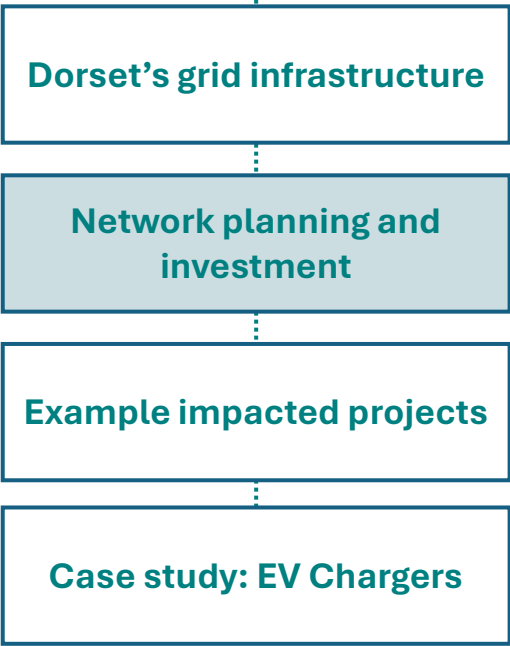 Dorset’s grid infrastructure
Network planning and
investment
Example impacted projects
Case study: EV Chargers